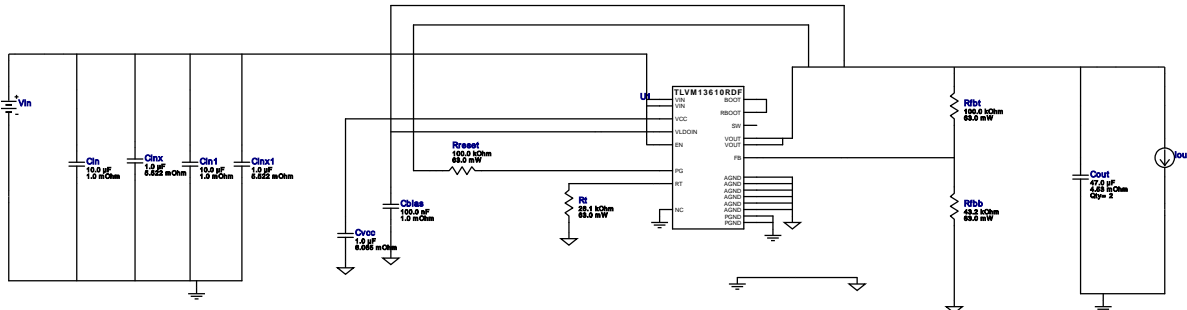 +
Vin
-
Cin
10.0 µF
1.0 mOhm
Cinx
1.0 µF
5.522 mOhm
Cin1
10.0 µF
1.0 mOhm
Cinx1
1.0 µF
5.522 mOhm
Cvcc
1.0 µF
6.055 mOhm
Cbias
100.0 nF
1.0 mOhm
Rreset
100.0 kOhm
63.0 mW
Rt
26.1 kOhm
63.0 mW
U1
TLVM13610RDF
VIN
VIN
VCC
VLDOIN
EN
PG
RT
NC
BOOT
RBOOT
SW
VOUT
VOUT
FB
AGND
AGND
AGND
AGND
AGND
AGND
PGND
PGND
Rfbt
100.0 kOhm
63.0 mW
Rfbb
43.2 kOhm
63.0 mW
Cout
47.0 µF
4.53 mOhm
Qty= 2
Iou